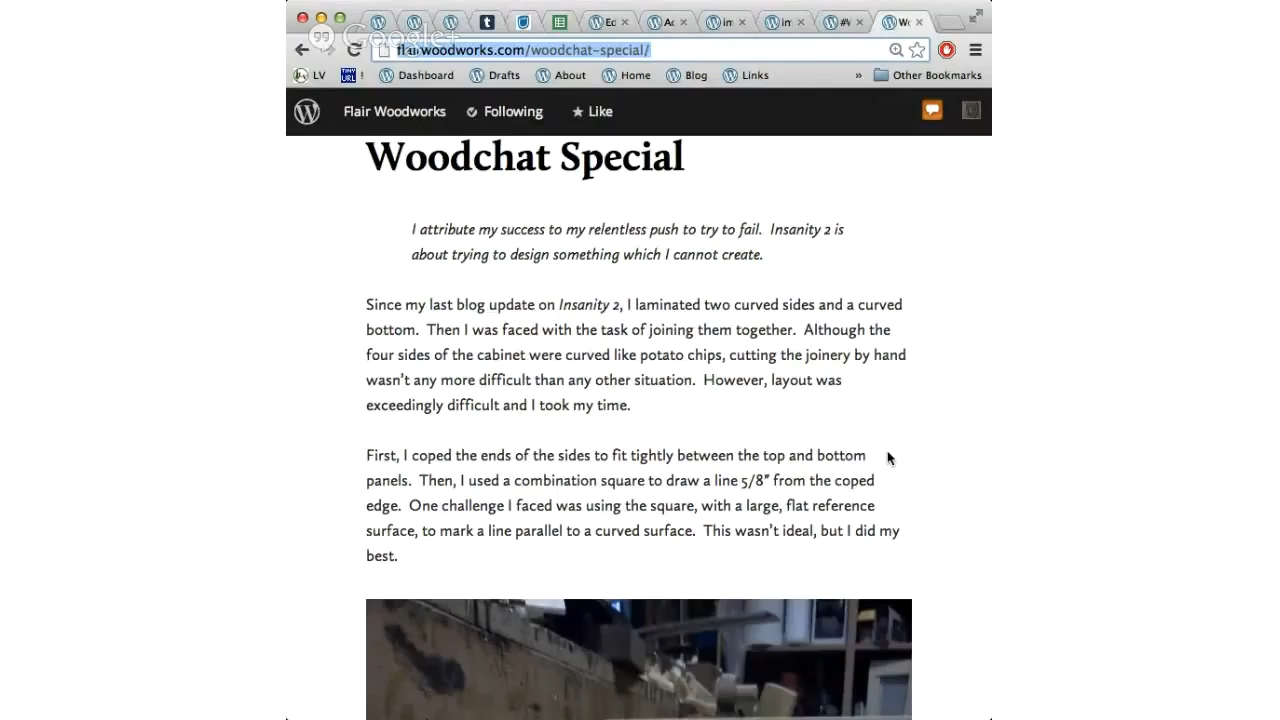 Ec
Ac
in
in
#V
Wc
Google+
flairwoodworks.com/woodchat-special/
LV
TINY URL
!
Dashboard
Drafts
About
Home
Blog
Links
»
Other Bookmarks
Flair Woodworks
Following
Like
Woodchat Special
I attribute my success to my relentless push to try to fail. Insanity 2 is
about trying to design something which I cannot create.
Since my last blog update on Insanity 2, I laminated two curved sides and a curved
bottom. Then I was faced with the task of joining them together. Although the
four sides of the cabinet were curved like potato chips, cutting the joinery by hand
wasn't any more difficult than any other situation. However, layout was
exceedingly difficult and I took my time.
First, I coped the ends of the sides to fit tightly between the top and bottom
panels. Then, I used a combination square to draw a line 5/8" from the coped
edge. One challenge I faced was using the square, with a large, flat reference
surface, to mark a line parallel to a curved surface. This wasn't ideal, but I did my
best.